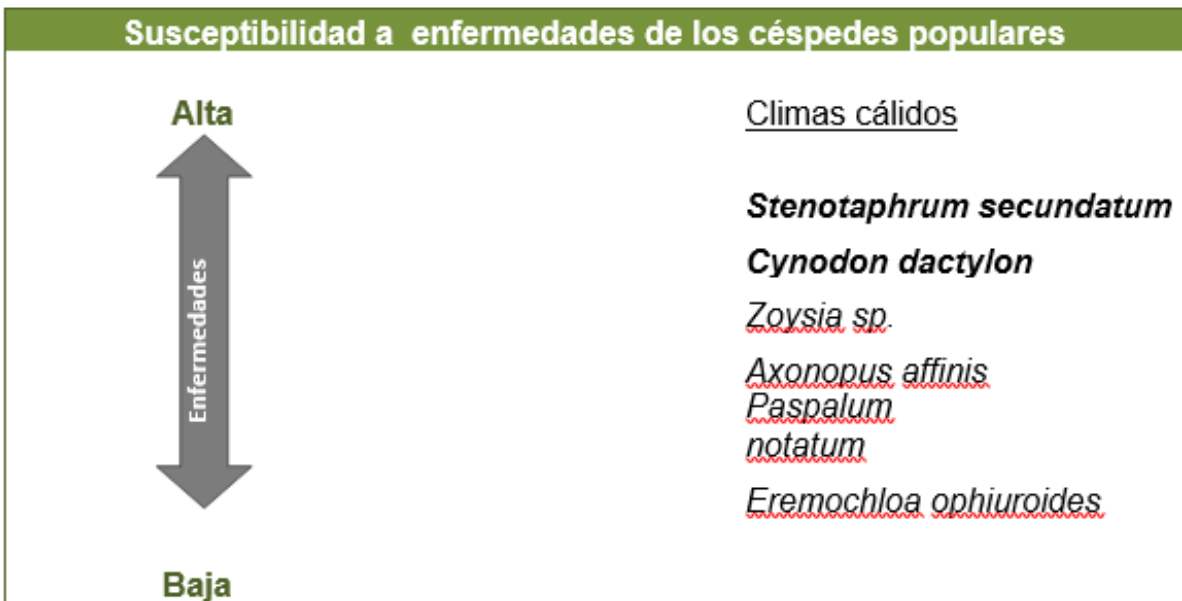 Susceptibilidad a enfermedades de los céspedes populares
Alta
Climas cálidos
Enfermedades
Stenotaphrum secundatum
Cynodon dactylon
Zoysia sp.
Axonopus affinis
Paspalum
notatum
Eremochloa ophiuroides
Baja